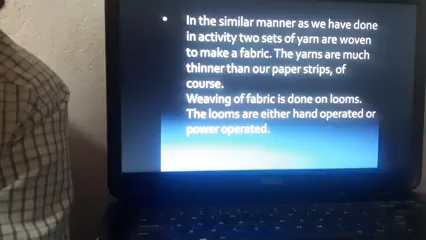 • In the similar manner as we have done
in activity two sets of yarn are woven
to make a fabric. The yarns are much
thinner than our paper strips, of
course.
Weaving of fabric is done on looms.
The looms are either hand operated or
power operated.